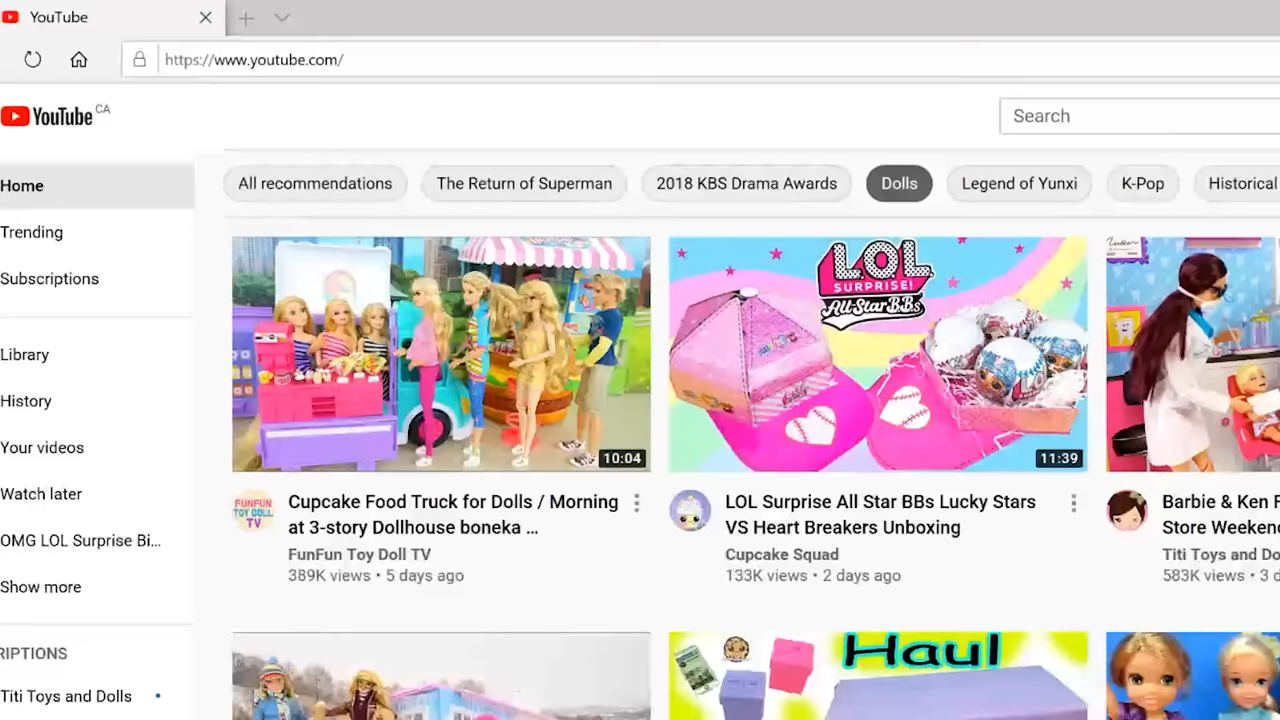 YouTube
https://www.youtube.com/
YouTube CA
Search
Home
Trending
Subscriptions
Library
History
Your videos
Watch later
OMG LOL Surprise Bi...
Show more
RIPTIONS
Titi Toys and Dolls
All recommendations
The Return of Superman
2018 KBS Drama Awards
Dolls
Legend of Yunxi
K-Pop
Historical
10:04
LOL
SURPRISE!
All-Star B.B.s
11:39
FUNFUN
TOY DOLL
TV
Cupcake Food Truck for Dolls / Morning
at 3-story Dollhouse boneka ...
FunFun Toy Doll TV
389K views • 5 days ago
LOL Surprise All Star BBs Lucky Stars
VS Heart Breakers Unboxing
Cupcake Squad
133K views • 2 days ago
Barbie & Ken F
Store Weekend
Titi Toys and Do
583K views • 3 d
Haul